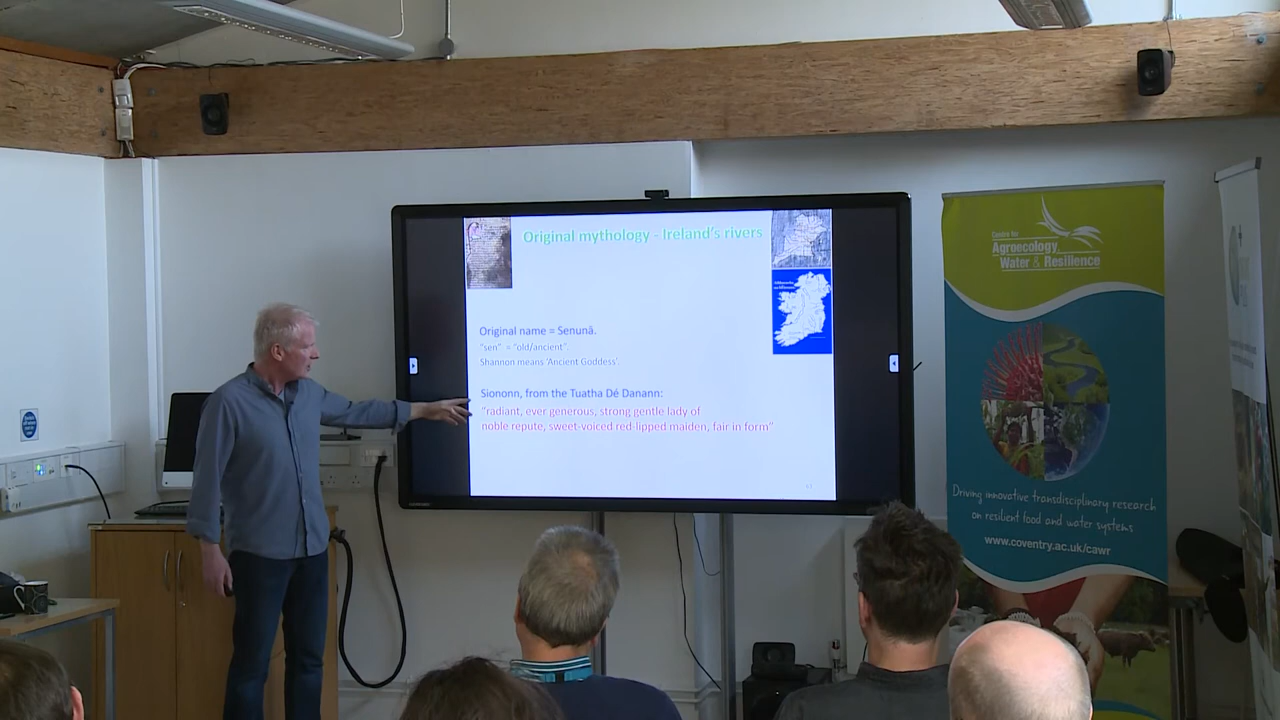 Original mythology - Ireland's rivers
Original name = Senunā.
"sen" = "old/ancient".
Shannon means 'Ancient Goddess'.
Siononn, from the Tuatha Dé Danann:
"radiant, ever generous, strong gentle lady of
noble repute, sweet-voiced red-lipped maiden, fair in form"
Centre for
Agroecology
Water & Resilience
Driving innovative transdisciplinary research
on resilient food and water systems
www.coventry.ac.uk/cawr